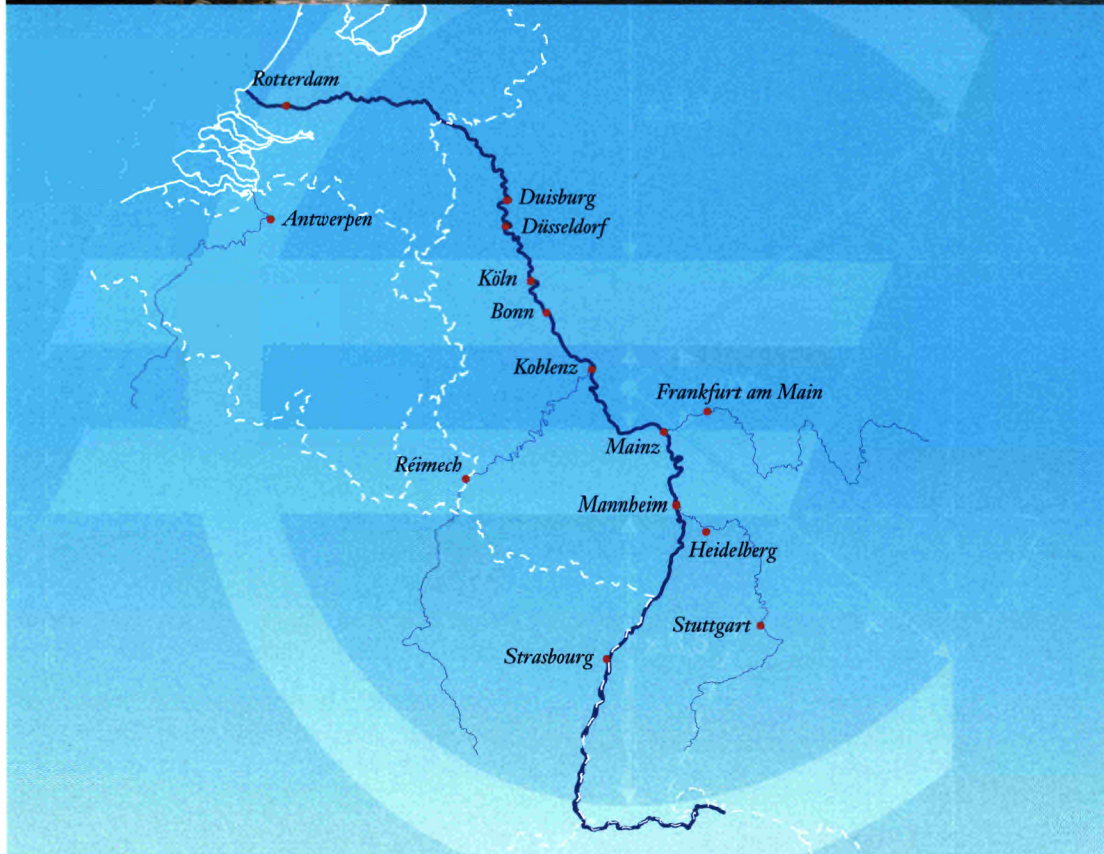 Rotterdam
Duisburg
Antwerpen
Düsseldorf
Köln
Bonn
Koblenz
Frankfurt am Main
Mainz
Réimech
Mannheim
Heidelberg
Stuttgart
Strasbourg